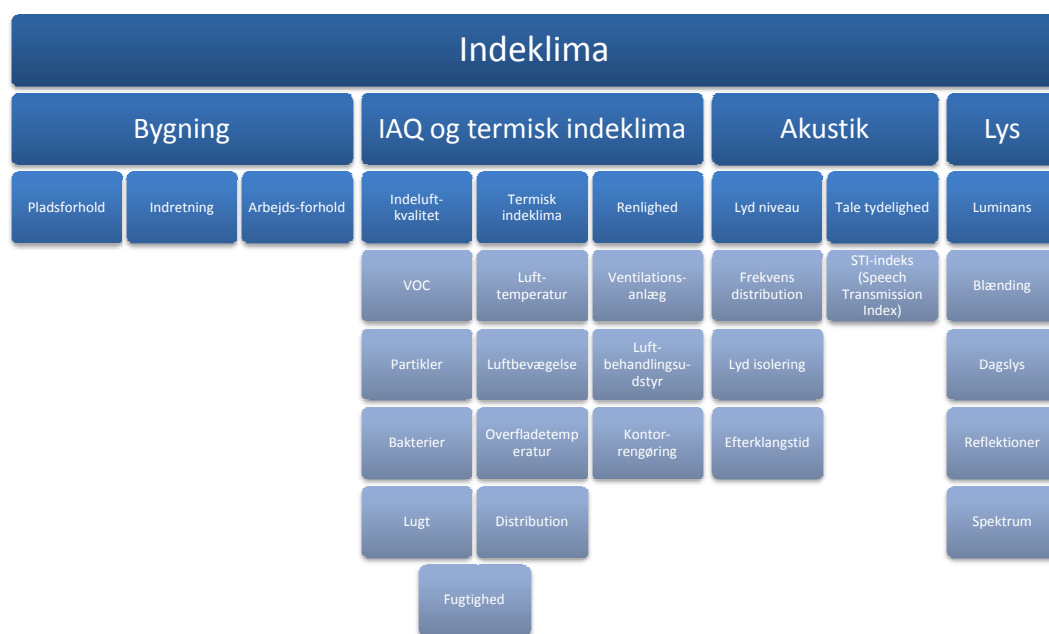 Indeklima
Bygning
IAQ og termisk indeklima
Akustik
Lys
Pladsforhold
Indretning
Arbejds-forhold
Indeluft-
kvalitet
Termisk
indeklima
Renlighed
Lyd niveau
Tale tydelighed
Luminans
VOC
Luft-
temperatur
Ventilations-
anlæg
Frekvens
distribution
STI-indeks
(Speech
Transmission
Index)
Blænding
Partikler
Luftbevægelse
Luft-
behandlingsu-
dstyr
Lyd isolering
Dagslys
Bakterier
Overfladetemp
eratur
Kontor-
rengøring
Efterklangstid
Reflektioner
Lugt
Distribution
Spektrum
Fugtighed